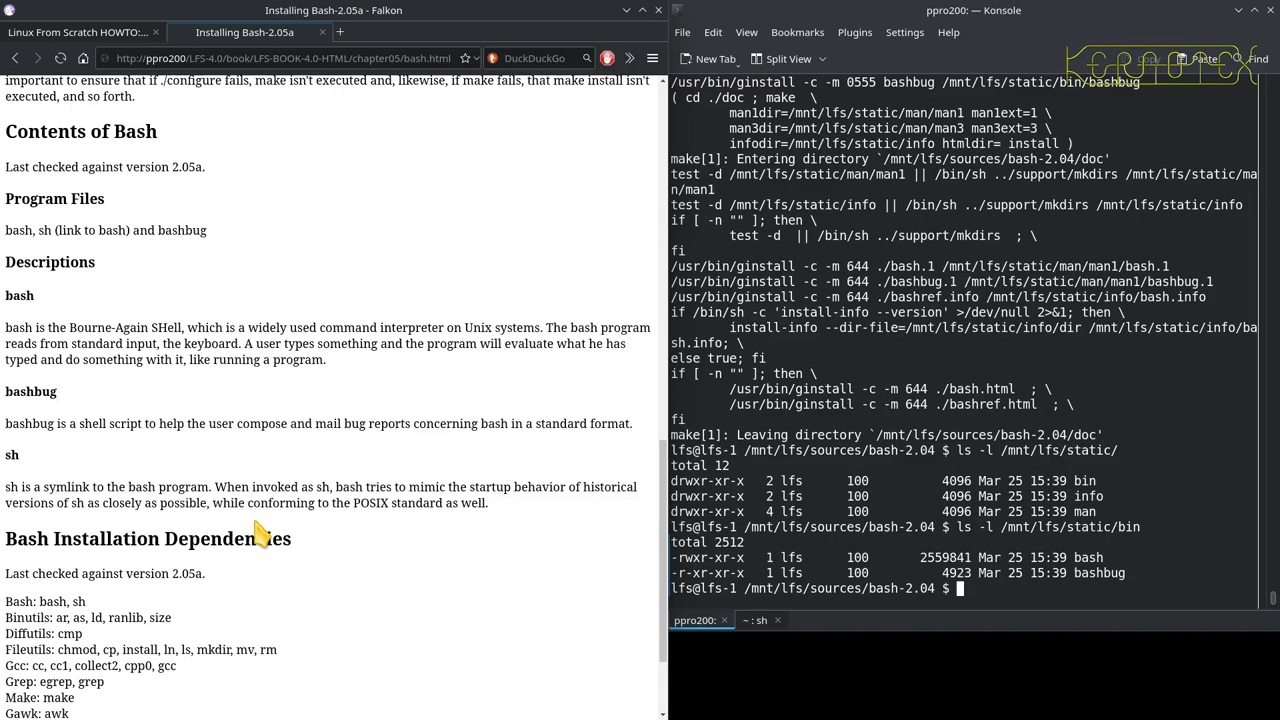 Installing Bash-2.05a - Falkon
Linux From Scratch HOWTO:...
Installing Bash-2.05a
http://ppro200/LFS-4.0/book/LFS-BOOK-4.0-HTML/chapter05/bash.html
DuckDuckGo
important to ensure that if ./configure fails, make isn't executed and, likewise, if make fails, that make install isn't
executed, and so forth.
Contents of Bash
Last checked against version 2.05a.
Program Files
bash, sh (link to bash) and bashbug
Descriptions
bash
bash is the Bourne-Again SHell, which is a widely used command interpreter on Unix systems. The bash program
reads from standard input, the keyboard. A user types something and the program will evaluate what he has
typed and do something with it, like running a program.
bashbug
bashbug is a shell script to help the user compose and mail bug reports concerning bash in a standard format.
sh
sh is a symlink to the bash program. When invoked as sh, bash tries to mimic the startup behavior of historical
versions of sh as closely as possible, while conforming to the POSIX standard as well.
Bash Installation Dependencies
Last checked against version 2.05a.
Bash: bash, sh
Binutils: ar, as, ld, ranlib, size
Diffutils: cmp
Fileutils: chmod, cp, install, ln, ls, mkdir, mv, rm
Gcc: cc, cc1, collect2, cpp0, gcc
Grep: egrep, grep
Make: make
Gawk: awk
ppro200: — Konsole
File Edit View Bookmarks Plugins Settings Help
New Tab Split View Copy Paste Find
/usr/bin/ginstall -c -m 0555 bashbug /mnt/lfs/static/bin/bashbug
( cd ./doc ; make  \
man1dir=/mnt/lfs/static/man/man1 man1ext=1 \
man3dir=/mnt/lfs/static/man/man3 man3ext=3 \
infodir=/mnt/lfs/static/info htmldir= install )
make[1]: Entering directory `/mnt/lfs/sources/bash-2.04/doc'
test -d /mnt/lfs/static/man/man1 || /bin/sh ../support/mkdirs /mnt/lfs/static/ma
n/man1
test -d /mnt/lfs/static/info || /bin/sh ../support/mkdirs /mnt/lfs/static/info
if [ -n "" ]; then \
test -d  || /bin/sh ../support/mkdirs  ; \
fi
/usr/bin/ginstall -c -m 644 ./bash.1 /mnt/lfs/static/man/man1/bash.1
/usr/bin/ginstall -c -m 644 ./bashbug.1 /mnt/lfs/static/man/man1/bashbug.1
/usr/bin/ginstall -c -m 644 ./bashref.info /mnt/lfs/static/info/bash.info
if /bin/sh -c 'install-info --version' >/dev/null 2>&1; then \
install-info --dir-file=/mnt/lfs/static/info/dir /mnt/lfs/static/info/ba
sh.info; \
else true; fi
if [ -n "" ]; then \
/usr/bin/ginstall -c -m 644 ./bash.html  ; \
/usr/bin/ginstall -c -m 644 ./bashref.html  ; \
fi
make[1]: Leaving directory `/mnt/lfs/sources/bash-2.04/doc'
lfs@lfs-1 /mnt/lfs/sources/bash-2.04 $ ls -l /mnt/lfs/static/
total 12
drwxr-xr-x   2 lfs      100          4096 Mar 25 15:39 bin
drwxr-xr-x   2 lfs      100          4096 Mar 25 15:39 info
drwxr-xr-x   4 lfs      100          4096 Mar 25 15:39 man
lfs@lfs-1 /mnt/lfs/sources/bash-2.04 $ ls -l /mnt/lfs/static/bin
total 2512
-rwxr-xr-x   1 lfs      100       2559841 Mar 25 15:39 bash
-r-xr-xr-x   1 lfs      100          4923 Mar 25 15:39 bashbug
lfs@lfs-1 /mnt/lfs/sources/bash-2.04 $
ppro200:
~ : sh